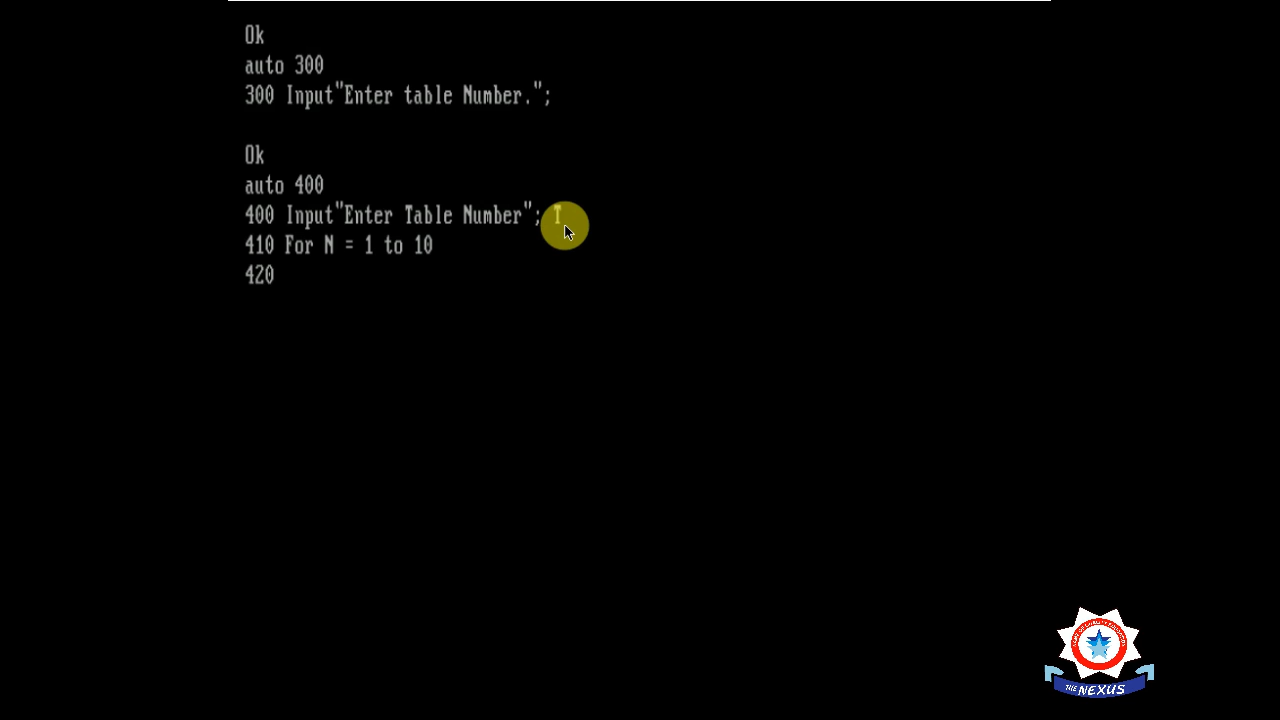 Ok
auto 300
300 Input"Enter table Number.";
Ok
auto 400
400 Input"Enter Table Number"; T
410 For N = 1 to 10
420
THE NEXUS